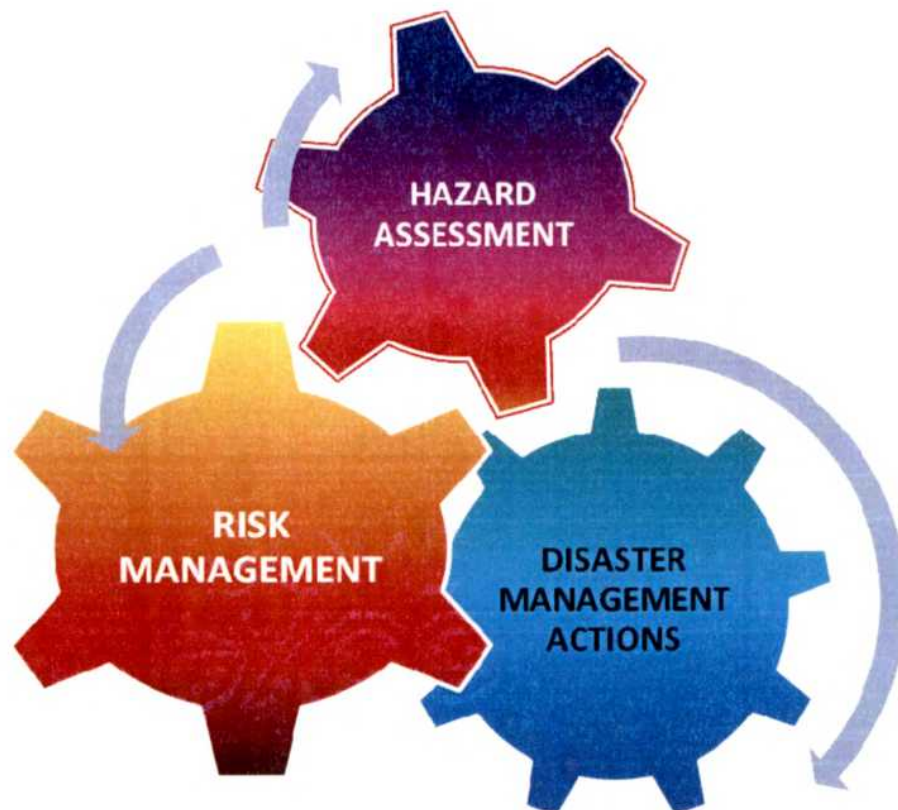 HAZARD
ASSESSMENT
RISK
MANAGEMENT
DISASTER
MANAGEMENT
ACTIONS